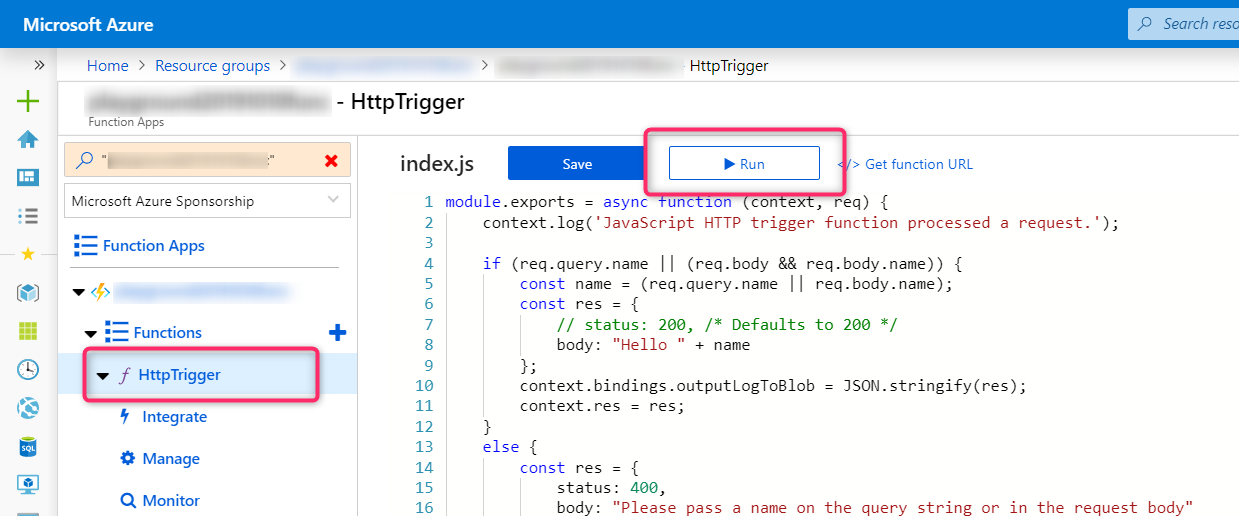 Microsoft Azure
Search reso
Home > Resource groups > > HttpTrigger
- HttpTrigger
Function Apps
" "
Microsoft Azure Sponsorship
Function Apps
Functions
HttpTrigger
Integrate
Manage
Monitor
index.js Save Run </> Get function URL
1 module.exports = async function (context, req) {
2 context.log('JavaScript HTTP trigger function processed a request.');
3
4 if (req.query.name || (req.body && req.body.name)) {
5 const name = (req.query.name || req.body.name);
6 const res = {
7 // status: 200, /* Defaults to 200 */
8 body: "Hello " + name
9 };
10 context.bindings.outputLogToBlob = JSON.stringify(res);
11 context.res = res;
12 }
13 else {
14 const res = {
15 status: 400,
16 body: "Please pass a name on the query string or in the request body"